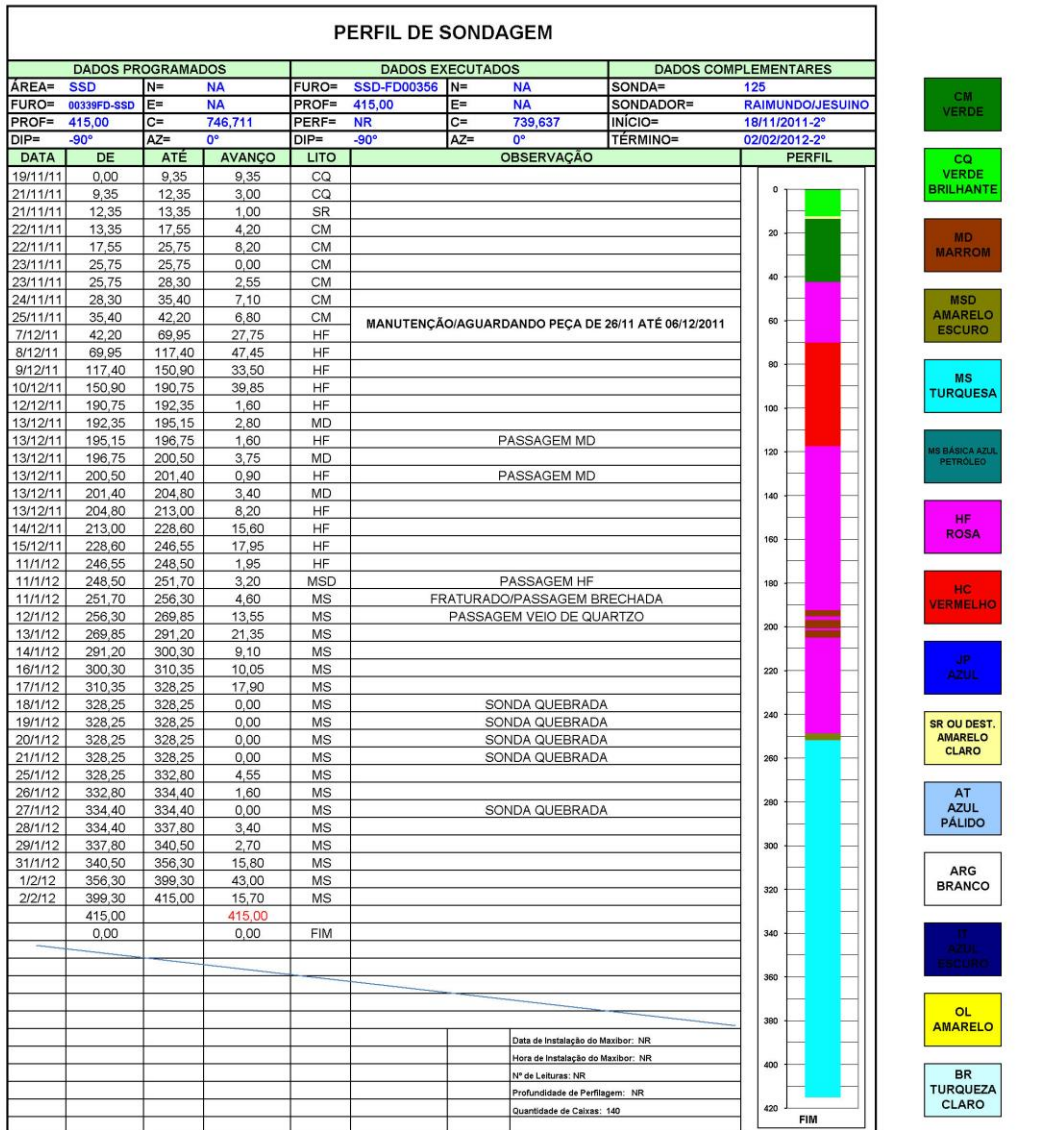 PERFIL DE SONDAGEM
DADOS PROGRAMADOS DADOS EXECUTADOS DADOS COMPLEMENTARES
ÁREA= SSD N= NA FURO= SSD-FD00356 N= NA SONDA= 125
FURO= 00339FD-SSD E= NA PROF= 415,00 E= NA SONDADOR= RAIMUNDO/JESUINO
PROF= 415,00 C= 746,711 PERF= NR C= 739,637 INÍCIO= 18/11/2011-2º
DIP= -90° AZ= 0° DIP= -90° AZ= 0° TÉRMINO= 02/02/2012-2º
DATA DE ATÉ AVANÇO LITO OBSERVAÇÃO PERFIL
19/11/11 0,00 9,35 9,35 CQ
21/11/11 9,35 12,35 3,00 CQ
21/11/11 12,35 13,35 1,00 SR
22/11/11 13,35 17,55 4,20 CM
22/11/11 17,55 25,75 8,20 CM
23/11/11 25,75 25,75 0,00 CM
23/11/11 25,75 28,30 2,55 CM
24/11/11 28,30 35,40 7,10 CM
25/11/11 35,40 42,20 6,80 CM
MANUTENÇÃO/AGUARDANDO PEÇA DE 26/11 ATÉ 06/12/2011
7/12/11 42,20 69,95 27,75 HF
8/12/11 69,95 117,40 47,45 HF
9/12/11 117,40 150,90 33,50 HF
10/12/11 150,90 190,75 39,85 HF
12/12/11 190,75 192,35 1,60 HF
13/12/11 192,35 195,15 2,80 MD
13/12/11 195,15 196,75 1,60 HF PASSAGEM MD
13/12/11 196,75 200,50 3,75 MD
13/12/11 200,50 201,40 0,90 HF PASSAGEM MD
13/12/11 201,40 204,80 3,40 MD
13/12/11 204,80 213,00 8,20 HF
14/12/11 213,00 228,60 15,60 HF
15/12/11 228,60 246,55 17,95 HF
11/1/12 246,55 248,50 1,95 HF
11/1/12 248,50 251,70 3,20 MSD PASSAGEM HF
11/1/12 251,70 256,30 4,60 MS FRATURADO/PASSAGEM BRECHADA
12/1/12 256,30 269,85 13,55 MS PASSAGEM VEIO DE QUARTZO
13/1/12 269,85 291,20 21,35 MS
14/1/12 291,20 300,30 9,10 MS
16/1/12 300,30 310,35 10,05 MS
17/1/12 310,35 328,25 17,90 MS
18/1/12 328,25 328,25 0,00 MS SONDA QUEBRADA
19/1/12 328,25 328,25 0,00 MS SONDA QUEBRADA
20/1/12 328,25 328,25 0,00 MS SONDA QUEBRADA
21/1/12 328,25 328,25 0,00 MS SONDA QUEBRADA
25/1/12 328,25 332,80 4,55 MS
26/1/12 332,80 334,40 1,60 MS
27/1/12 334,40 334,40 0,00 MS SONDA QUEBRADA
28/1/12 334,40 337,80 3,40 MS
29/1/12 337,80 340,50 2,70 MS
31/1/12 340,50 356,30 15,80 MS
1/2/12 356,30 399,30 43,00 MS
2/2/12 399,30 415,00 15,70 MS
415,00 415,00
0,00 0,00 FIM
Data de Instalação do Maxibor: NR
Hora de Instalação do Maxibor: NR
Nº de Leituras: NR
Profundidade de Perfilagem: NR
Quantidade de Caixas: 140
0
20
40
60
80
100
120
140
160
180
200
220
240
260
280
300
320
340
360
380
400
420
FIM
CM
VERDE
CQ
VERDE
BRILHANTE
MD
MARROM
MSD
AMARELO
ESCURO
MS
TURQUESA
MS BÁSICA AZUL
PETRÓLEO
HF
ROSA
HC
VERMELHO
JP
AZUL
SR OU DEST.
AMARELO
CLARO
AT
AZUL
PÁLIDO
ARG
BRANCO
IT
AZUL
ESCURO
OL
AMARELO
BR
TURQUEZA
CLARO